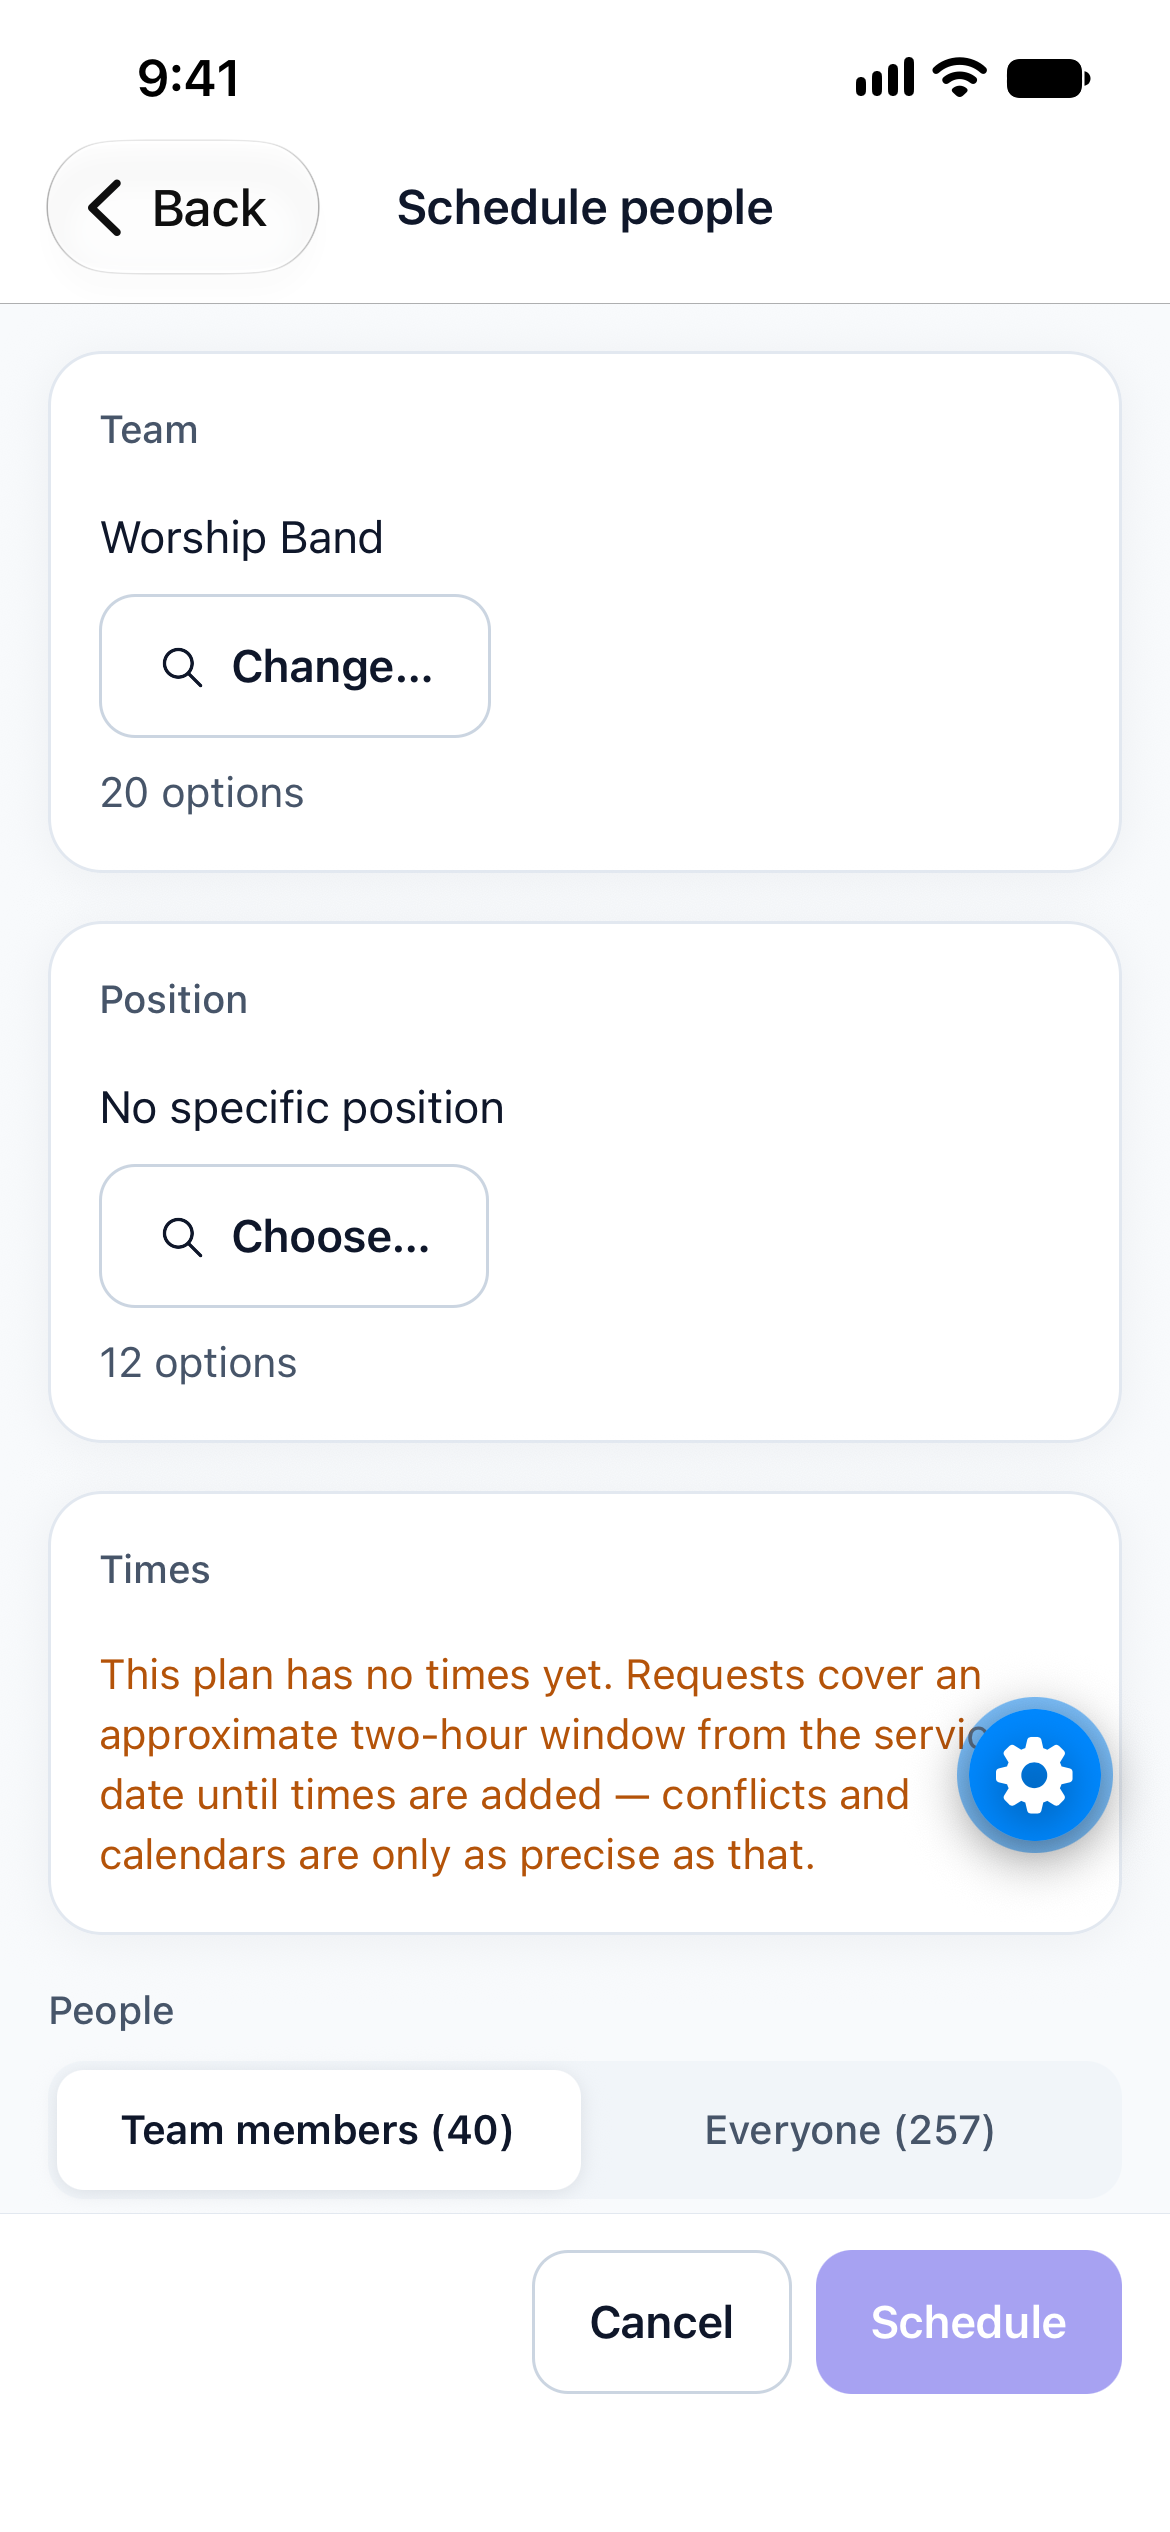 9:41
Back
Schedule people
Team
Worship Band
Change...
20 options
Position
No specific position
Choose...
12 options
Times
This plan has no times yet. Requests cover an
approximate two-hour window from the servic
date until times are added — conflicts and
calendars are only as precise as that.
People
Team members (40)
Everyone (257)
Cancel
Schedule